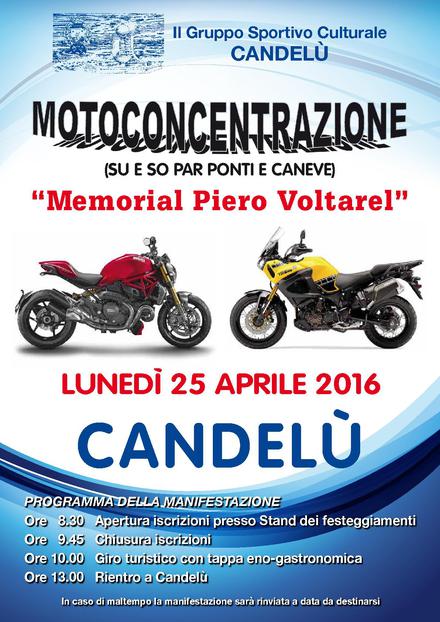 Il Gruppo Sportivo Culturale
CANDELÙ
MOTOCONCENTRAZIONE
(SU E SO PAR PONTI E CANEVE)
“Memorial Piero Voltarel”
LUNEDÌ 25 APRILE 2016
CANDELÙ
PROGRAMMA DELLA MANIFESTAZIONE
Ore 8.30 Apertura iscrizioni presso Stand dei festeggiamenti
Ore 9.45 Chiusura iscrizioni
Ore 10.00 Giro turistico con tappa eno-gastronomica
Ore 13.00 Rientro a Candelù
In caso di maltempo la manifestazione sarà rinviata a data da destinarsi